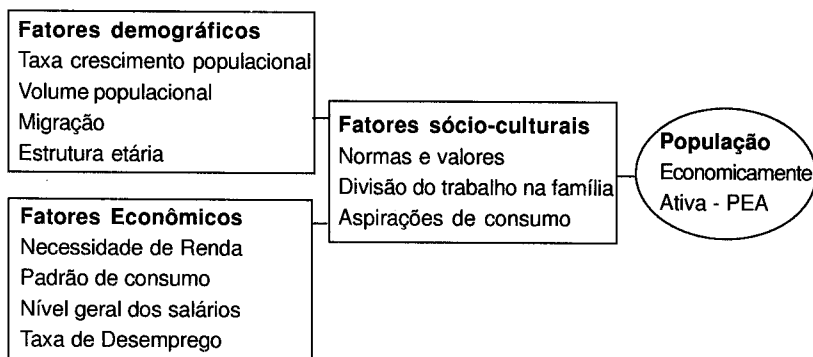 Fatores demográficos
Taxa crescimento populacional
Volume populacional
Migração
Estrutura etária
Fatores Econômicos
Necessidade de Renda
Padrão de consumo
Nível geral dos salários
Taxa de Desemprego
Fatores sócio-culturais
Normas e valores
Divisão do trabalho na família
Aspirações de consumo
População
Economicamente
Ativa - PEA